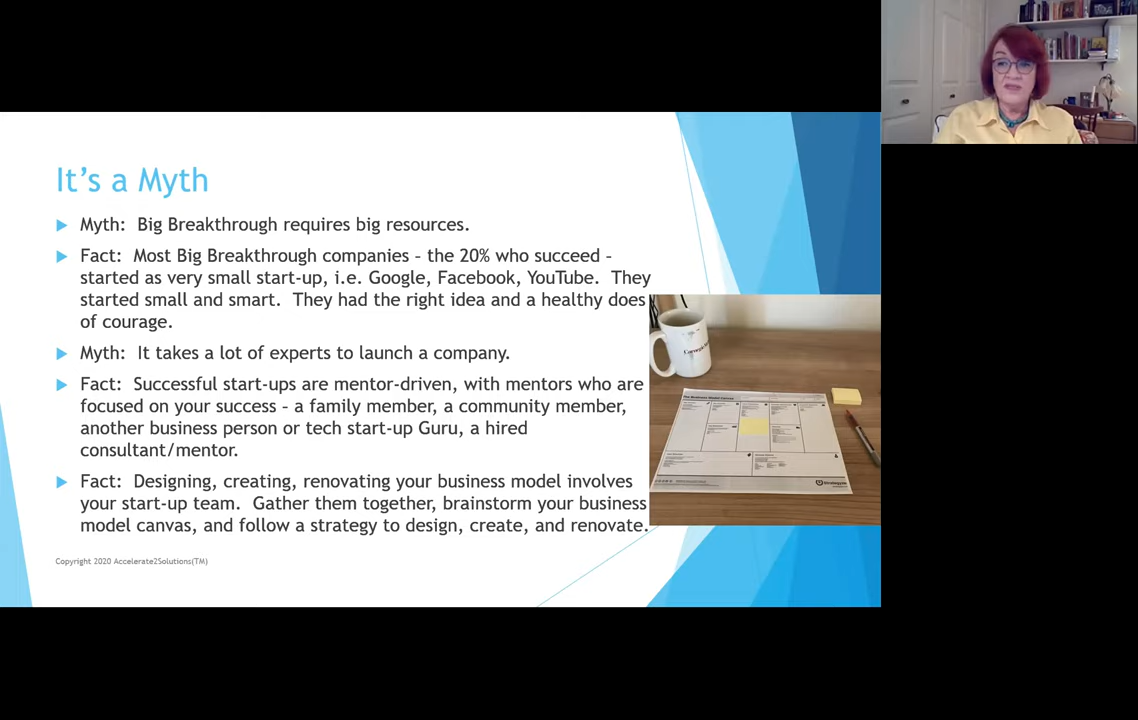 It's a Myth
Myth:  Big Breakthrough requires big resources.
Fact:  Most Big Breakthrough companies – the 20% who succeed –
started as very small start-up, i.e. Google, Facebook, YouTube.  They
started small and smart.  They had the right idea and a healthy does
of courage.
Myth:  It takes a lot of experts to launch a company.
Fact:  Successful start-ups are mentor-driven, with mentors who are
focused on your success – a family member, a community member,
another business person or tech start-up Guru, a hired
consultant/mentor.
Fact:  Designing, creating, renovating your business model involves
your start-up team.  Gather them together, brainstorm your business
model canvas, and follow a strategy to design, create, and renovate.
The Business Model Canvas
Strategyzer
Copyright 2020 Accelerate2Solutions(TM)